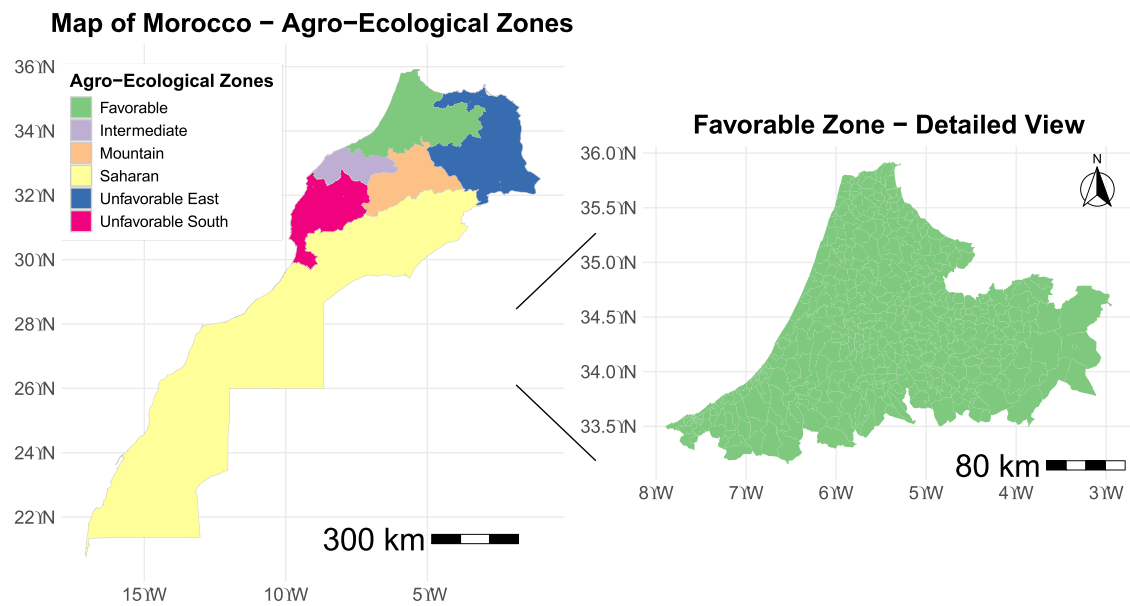 Map of Morocco − Agro−Ecological Zones
Agro−Ecological Zones
Favorable
Intermediate
Mountain
Saharan
Unfavorable East
Unfavorable South
36°N
34°N
32°N
30°N
28°N
26°N
24°N
22°N
15°W
10°W
5°W
300 km
Favorable Zone − Detailed View
N
36.0°N
35.5°N
35.0°N
34.5°N
34.0°N
33.5°N
80 km
8°W
7°W
6°W
5°W
4°W
3°W